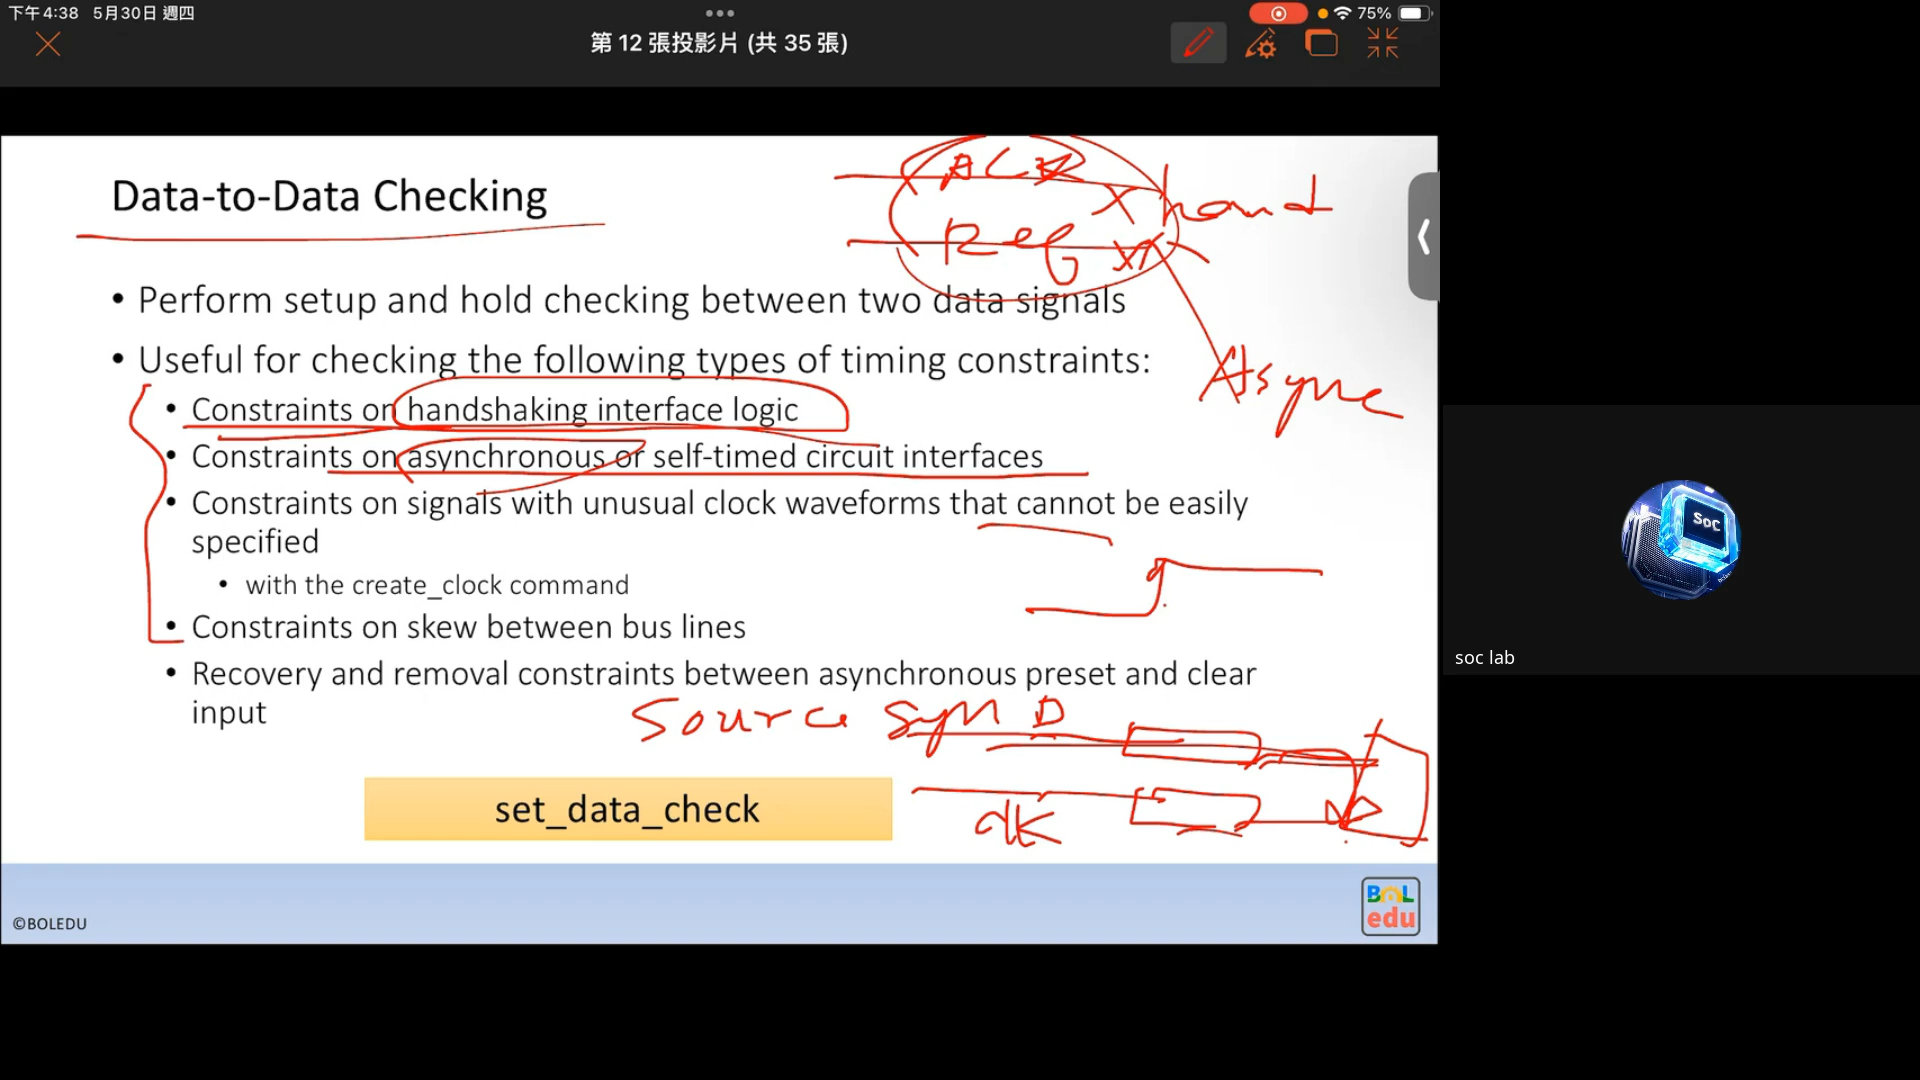 下午4:38 5月30日 週四
75%
第 12 張投影片 (共 35 張)
Data-to-Data Checking
ACK
hand
Req
• Perform setup and hold checking between two data signals
• Useful for checking the following types of timing constraints:
Async
• Constraints on handshaking interface logic
• Constraints on asynchronous or self-timed circuit interfaces
• Constraints on signals with unusual clock waveforms that cannot be easily
specified
• with the create_clock command
• Constraints on skew between bus lines
• Recovery and removal constraints between asynchronous preset and clear
input
Source Syn D
set_data_check
clk
©BOLEDU
BOL
edu
SoC
soc lab